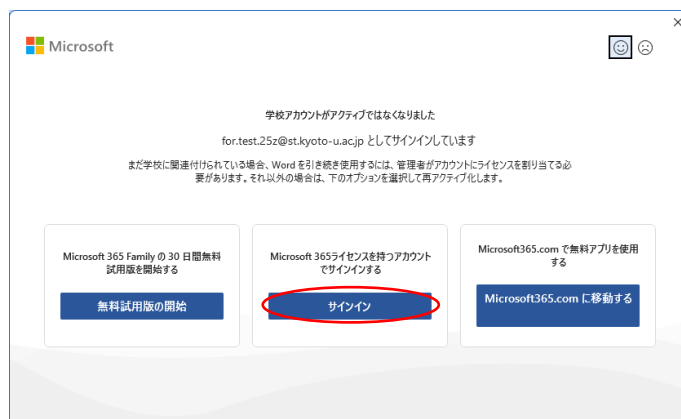 Microsoft
学校アカウントがアクティブではなくなりました
for.test.25z@st.kyoto-u.ac.jp としてサインインしています
まだ学校に関連付けられている場合、Word を引き続き使用するには、管理者がアカウントにライセンスを割り当てる必
要があります。それ以外の場合は、下のオプションを選択して再アクティブ化します。
Microsoft 365 Family の 30 日間無料
試用版を開始する
無料試用版の開始
Microsoft 365ライセンスを持つアカウント
でサインインする
サインイン
Microsoft365.com で無料アプリを使用
する
Microsoft365.com に移動する